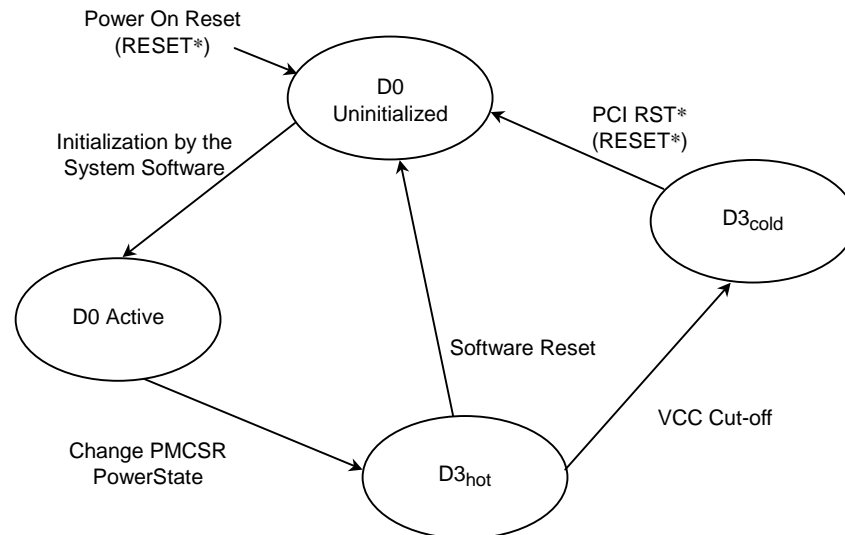 Power On Reset
(RESET*)
D0
Uninitialized
PCI RST*
(RESET*)
Initialization by the
System Software
D3cold
D0 Active
Software Reset
VCC Cut-off
Change PMCSR
PowerState
D3hot